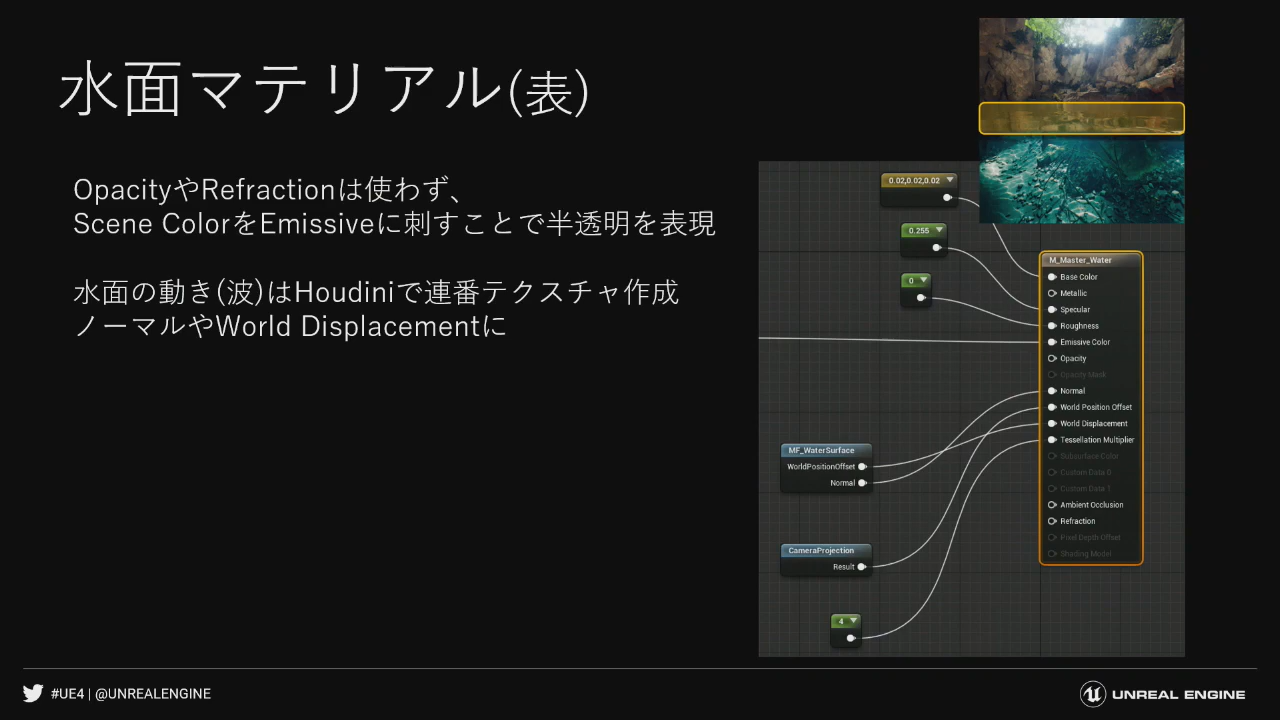 水面マテリアル(表)
OpacityやRefractionは使わず、
Scene ColorをEmissiveに刺すことで半透明を表現
水面の動き(波)はHoudiniで連番テクスチャ作成
ノーマルやWorld Displacementに
0.02,0.02,0.02
0.255
0
M_Master_Water
Base Color
Metallic
Specular
Roughness
Emissive Color
Opacity
Opacity Mask
Normal
World Position Offset
World Displacement
Tessellation Multiplier
Subsurface Color
Custom Data 0
Custom Data 1
Ambient Occlusion
Refraction
Pixel Depth Offset
Shading Model
MF_WaterSurface
WorldPositionOffset
Normal
CameraProjection
Result
4
#UE4 | @UNREALENGINE
UNREAL ENGINE